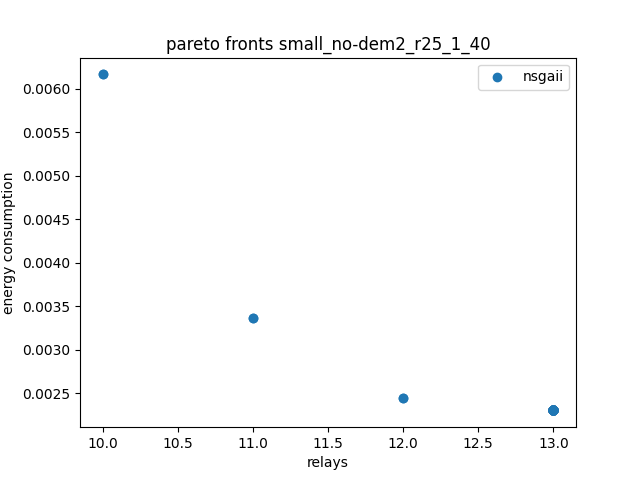 pareto fronts small_no-dem2_r25_1_40
nsgaii
energy consumption
0.0060
0.0055
0.0050
0.0045
0.0040
0.0035
0.0030
0.0025
10.0 10.5 11.0 11.5 12.0 12.5 13.0
relays